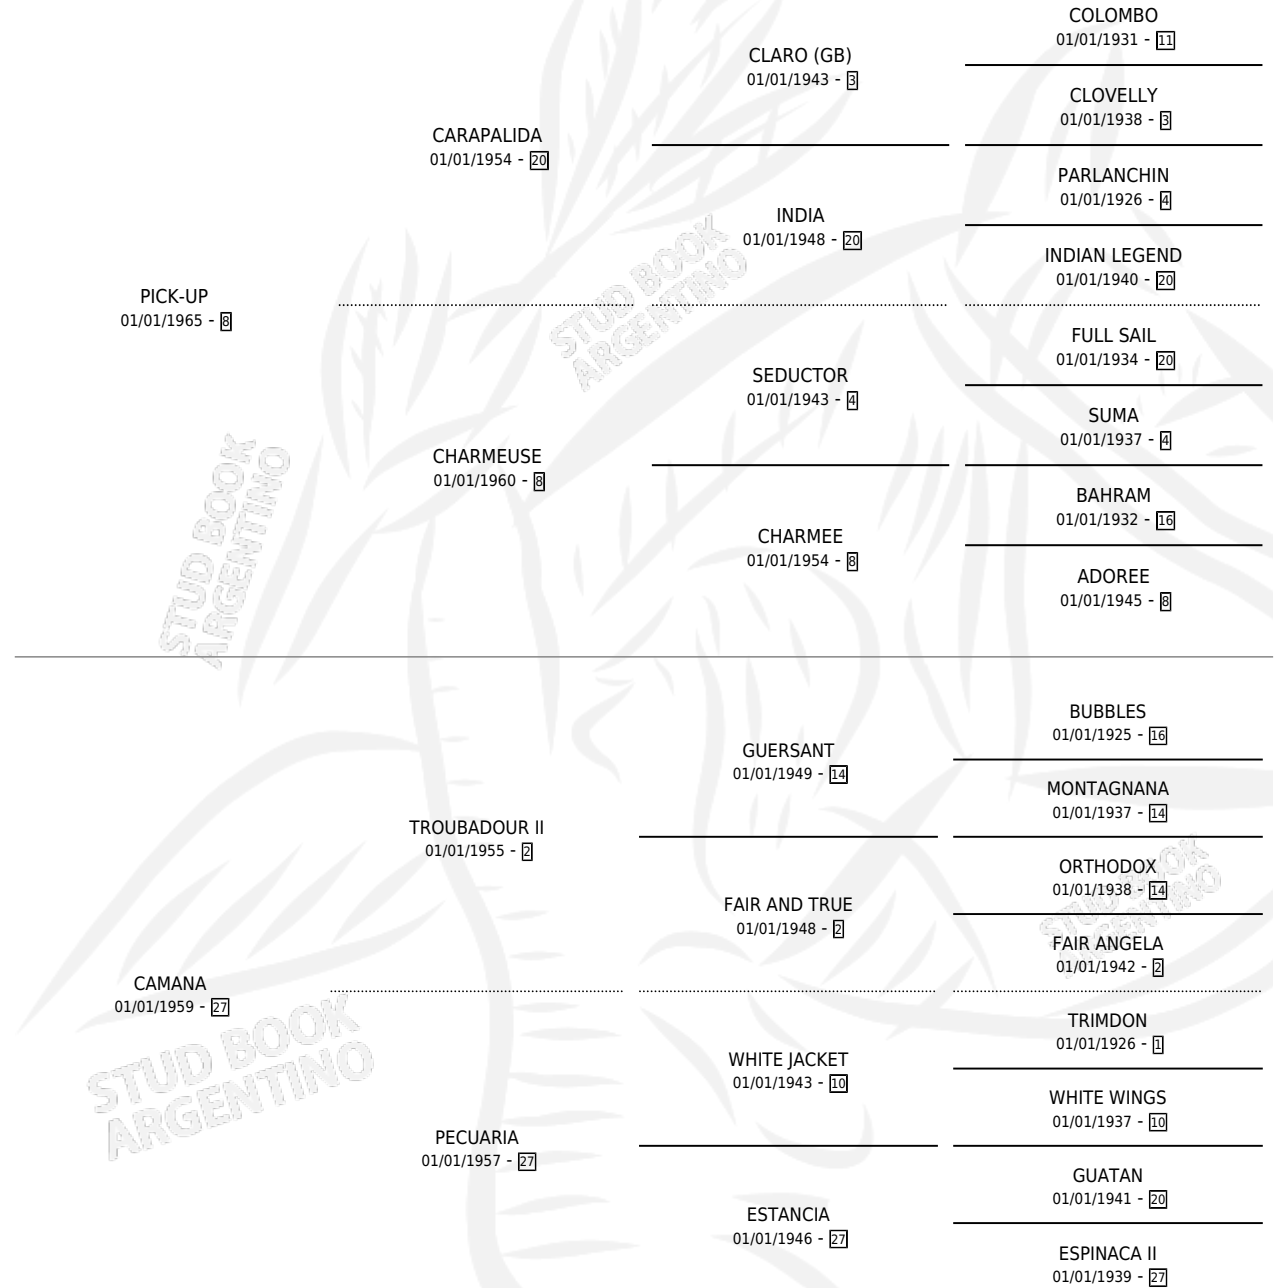 COLOMBO
01/01/1931 - 11
CLARO (GB)
01/01/1943 - 3
CLOVELLY
01/01/1938 - 3
CARAPALIDA
01/01/1954 - 20
PARLANCHIN
01/01/1926 - 4
INDIA
01/01/1948 - 20
INDIAN LEGEND
01/01/1940 - 20
PICK-UP
01/01/1965 - 8
FULL SAIL
01/01/1934 - 20
SEDUCTOR
01/01/1943 - 4
SUMA
01/01/1937 - 4
CHARMEUSE
01/01/1960 - 8
BAHRAM
01/01/1932 - 16
CHARMEE
01/01/1954 - 8
ADOREE
01/01/1945 - 8
BUBBLES
01/01/1925 - 16
GUERSANT
01/01/1949 - 14
MONTAGNANA
01/01/1937 - 14
TROUBADOUR II
01/01/1955 - 2
ORTHODOX
01/01/1938 - 14
FAIR AND TRUE
01/01/1948 - 2
FAIR ANGELA
01/01/1942 - 2
CAMANA
01/01/1959 - 27
TRIMDON
01/01/1926 - 1
WHITE JACKET
01/01/1943 - 10
WHITE WINGS
01/01/1937 - 10
PECUARIA
01/01/1957 - 27
GUATAN
01/01/1941 - 20
ESTANCIA
01/01/1946 - 27
ESPINACA II
01/01/1939 - 27
STUD BOOK
ARGENTINO
STUD BOOK
ARGENTINO
STUD BOOK
ARGENTINO
STUD BOOK
ARGENTINO